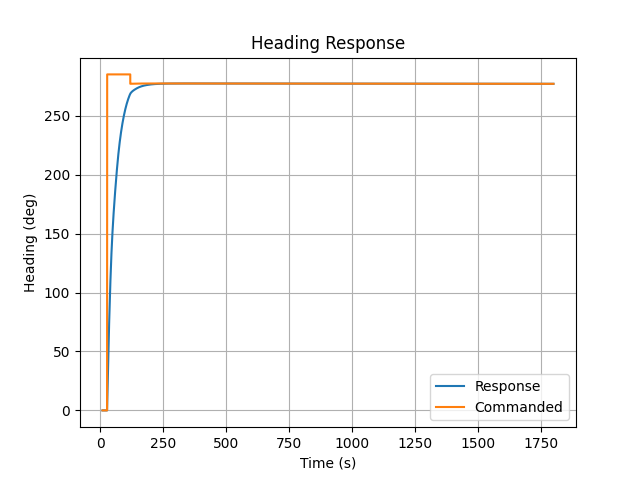 Heading Response
Heading (deg)
250
200
150
100
50
0
0 250 500 750 1000 1250 1500 1750
Time (s)
Response
Commanded